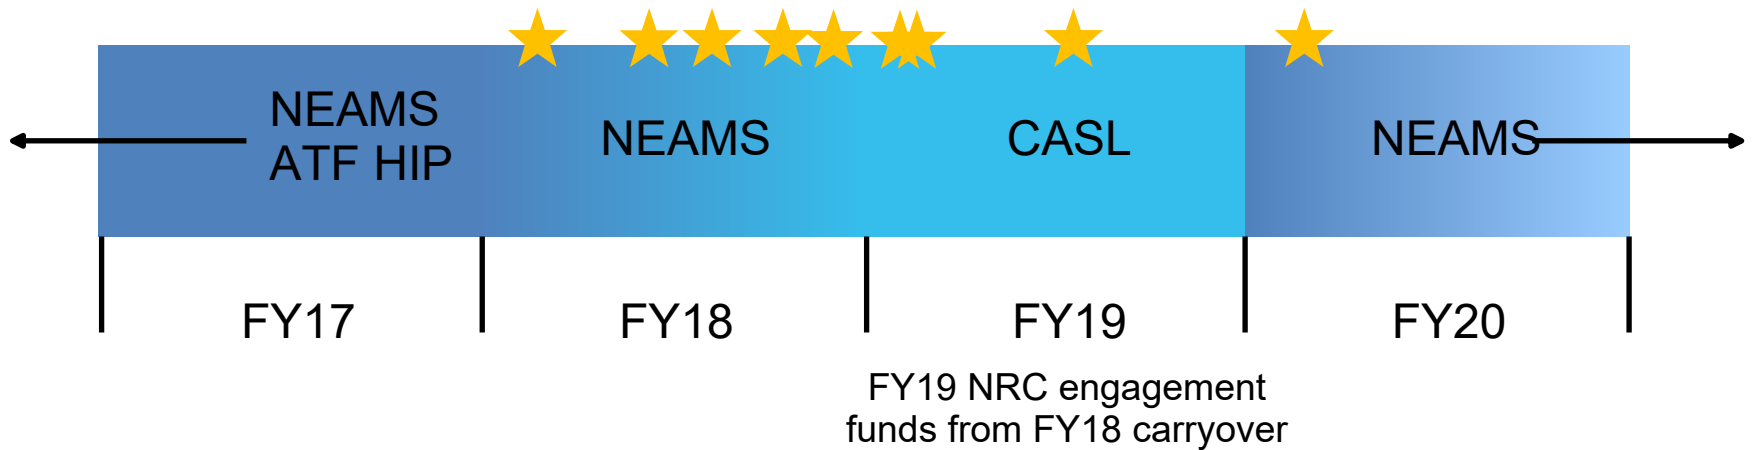 NEAMS
ATF HIP
NEAMS
CASL
NEAMS
FY17
FY18
FY19
FY20
FY19 NRC engagement
funds from FY18 carryover